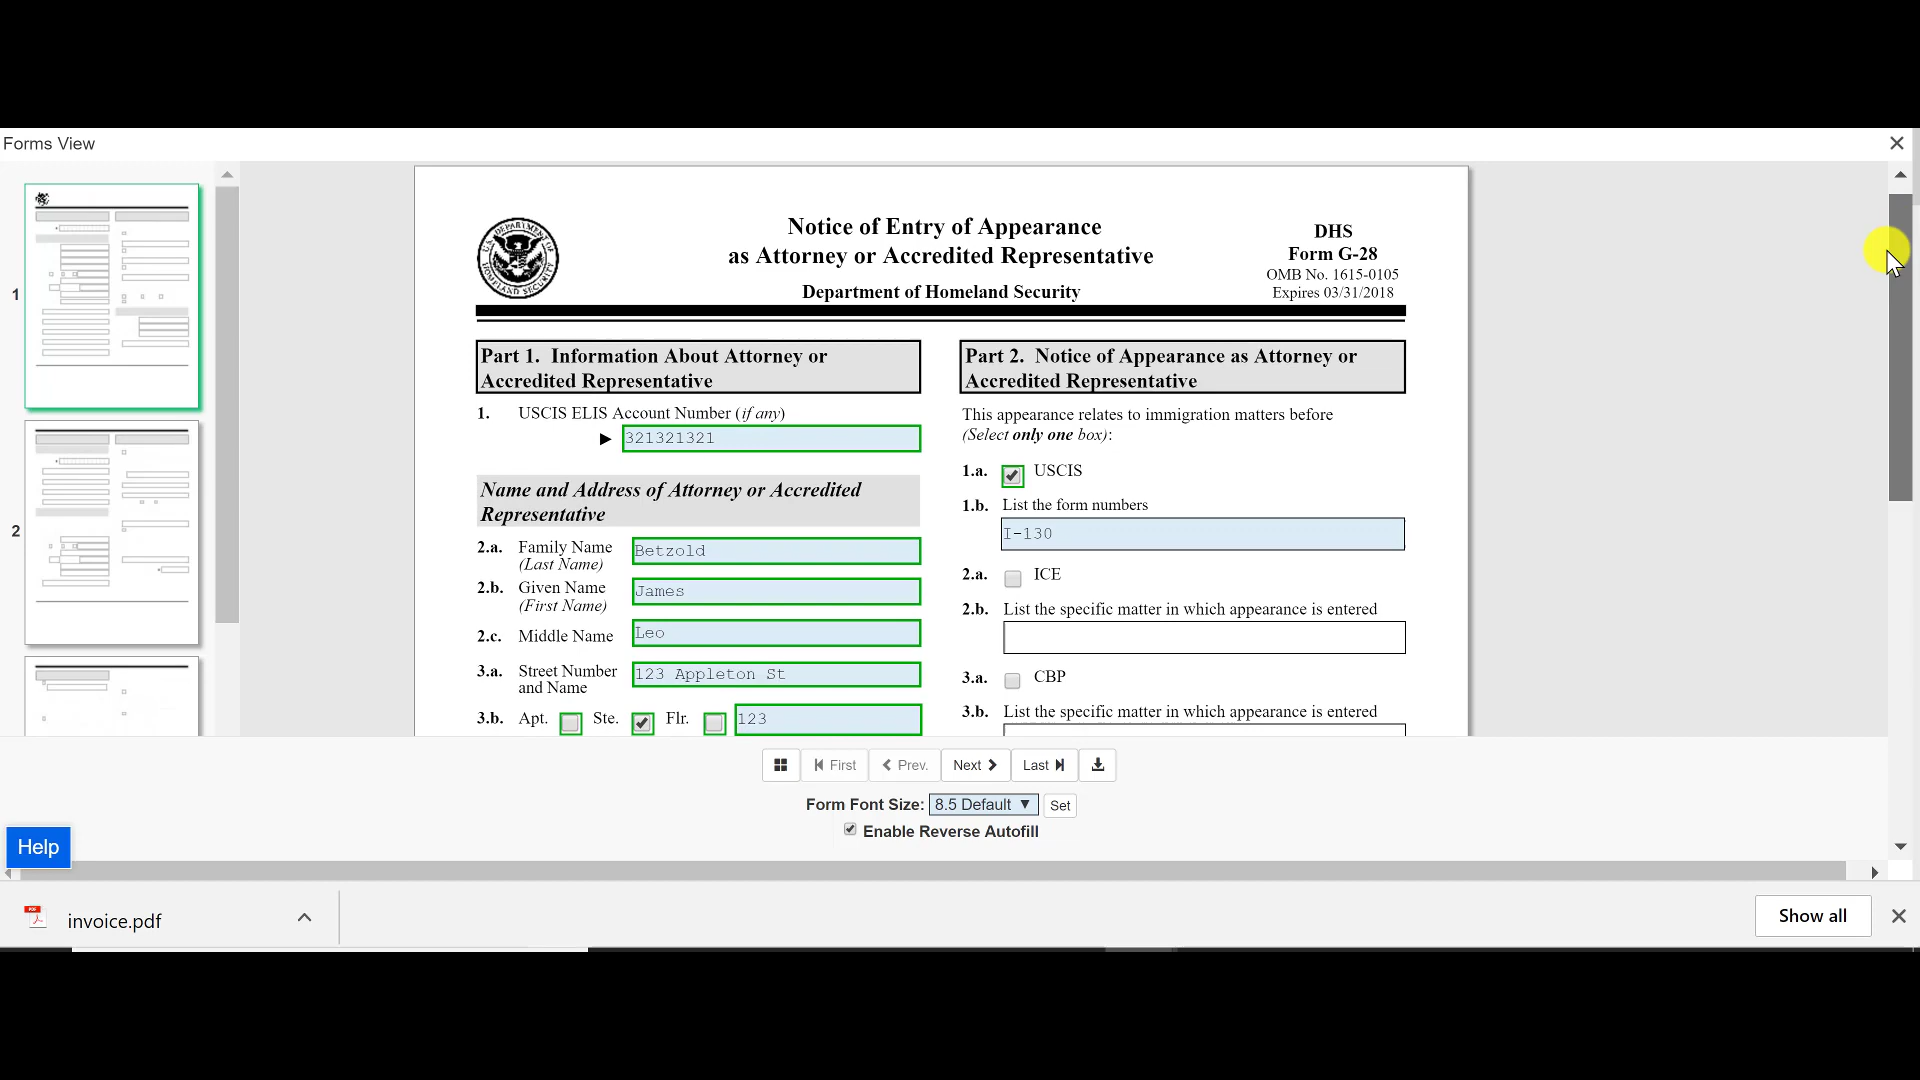 Forms View
1
2
U.S. DEPARTMENT OF
HOMELAND SECURITY
Notice of Entry of Appearance
as Attorney or Accredited Representative
Department of Homeland Security
DHS
Form G-28
OMB No. 1615-0105
Expires 03/31/2018
Part 1. Information About Attorney or
Accredited Representative
1. USCIS ELIS Account Number (if any)
321321321
Name and Address of Attorney or Accredited
Representative
2.a. Family Name
(Last Name)
Betzold
2.b. Given Name
(First Name)
James
2.c. Middle Name Leo
3.a. Street Number
and Name
123 Appleton St
3.b. Apt. Ste. Flr. 123
Part 2. Notice of Appearance as Attorney or
Accredited Representative
This appearance relates to immigration matters before
(Select only one box):
1.a. USCIS
1.b. List the form numbers
I-130
2.a. ICE
2.b. List the specific matter in which appearance is entered
3.a. CBP
3.b. List the specific matter in which appearance is entered
First Prev. Next Last
Form Font Size: 8.5 Default Set
Enable Reverse Autofill
Help
invoice.pdf
Show all